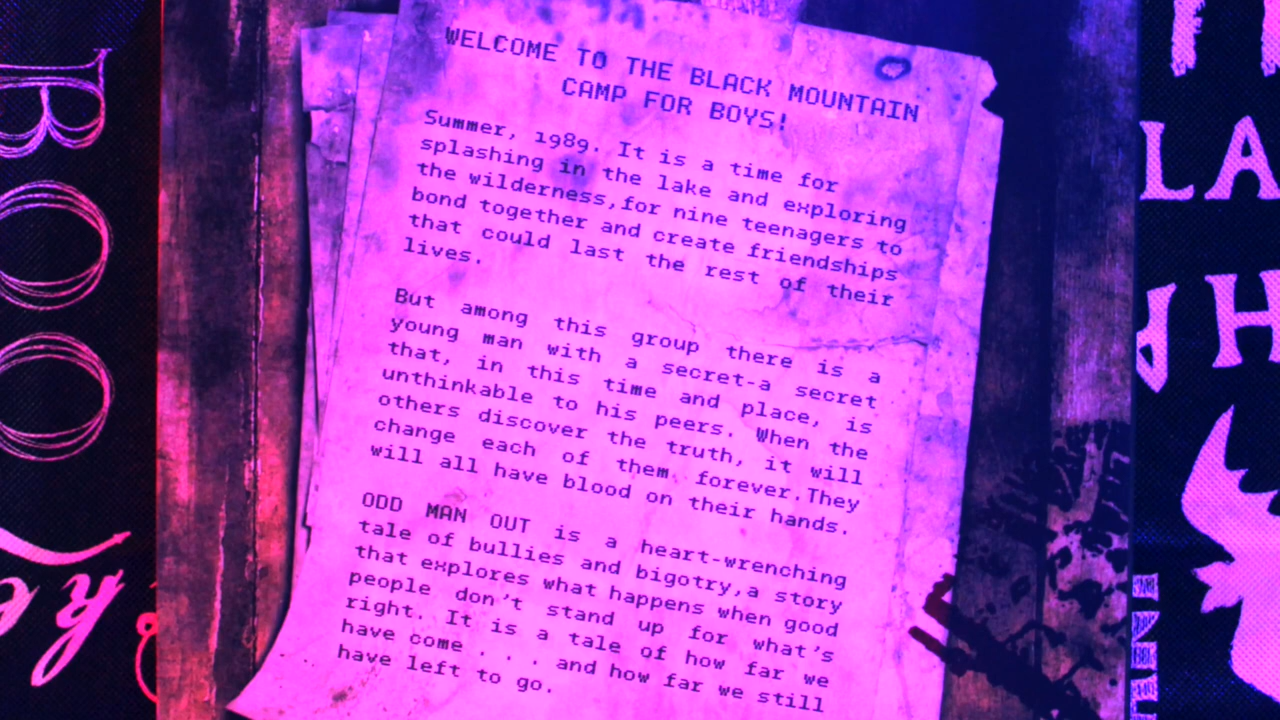 WELCOME TO THE BLACK MOUNTAIN
CAMP FOR BOYS!
Summer, 1989. It is a time for
splashing in the lake and exploring
the wilderness,for nine teenagers to
bond together and create friendships
that could last the rest of their
lives.
But among this group there is a
young man with a secret-a secret
that, in this time and place, is
unthinkable to his peers. When the
others discover the truth, it will
change each of them forever.They
will all have blood on their hands.
ODD MAN OUT is a heart-wrenching
tale of bullies and bigotry,a story
that explores what happens when good
people don't stand up for what's
right. It is a tale of how far we
have come . . . and how far we still
have left to go.